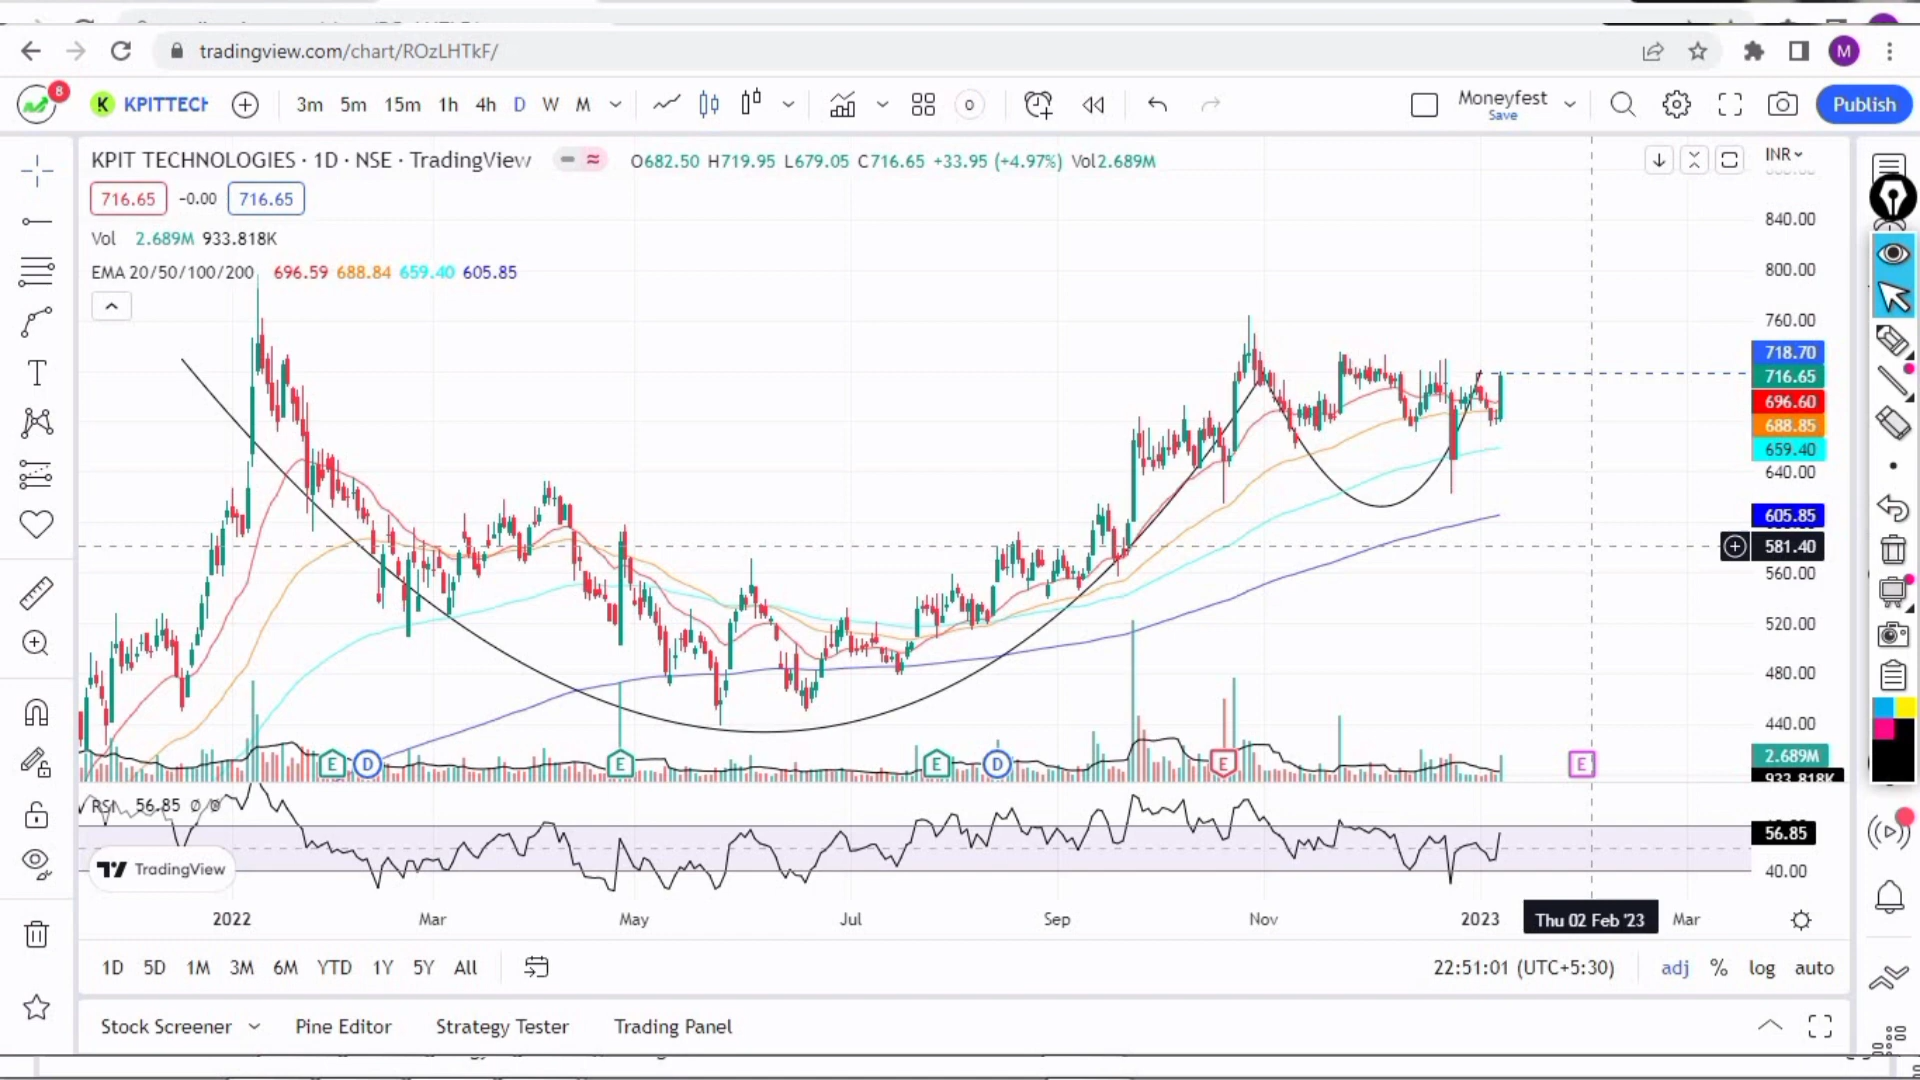 tradingview.com/chart/ROzLHTkF/
M
8
K KPITTECH 3m 5m 15m 1h 4h D W M
Moneyfest
Save
Publish
KPIT TECHNOLOGIES · 1D · NSE · TradingView O682.50 H719.95 L679.05 C716.65 +33.95 (+4.97%) Vol2.689M
INR
716.65 -0.00 716.65
Vol 2.689M 933.818K
EMA 20/50/100/200 696.59 688.84 659.40 605.85
840.00
800.00
760.00
718.70
716.65
696.60
688.85
659.40
640.00
605.85
581.40
560.00
520.00
480.00
440.00
2.689M
933.818K
E D E E D E E
RSI 56.85 ∅ ∅
56.85
40.00
TradingView
2022 Mar May Jul Sep Nov 2023 Thu 02 Feb '23 Mar
1D 5D 1M 3M 6M YTD 1Y 5Y All
22:51:01 (UTC+5:30) adj % log auto
Stock Screener Pine Editor Strategy Tester Trading Panel